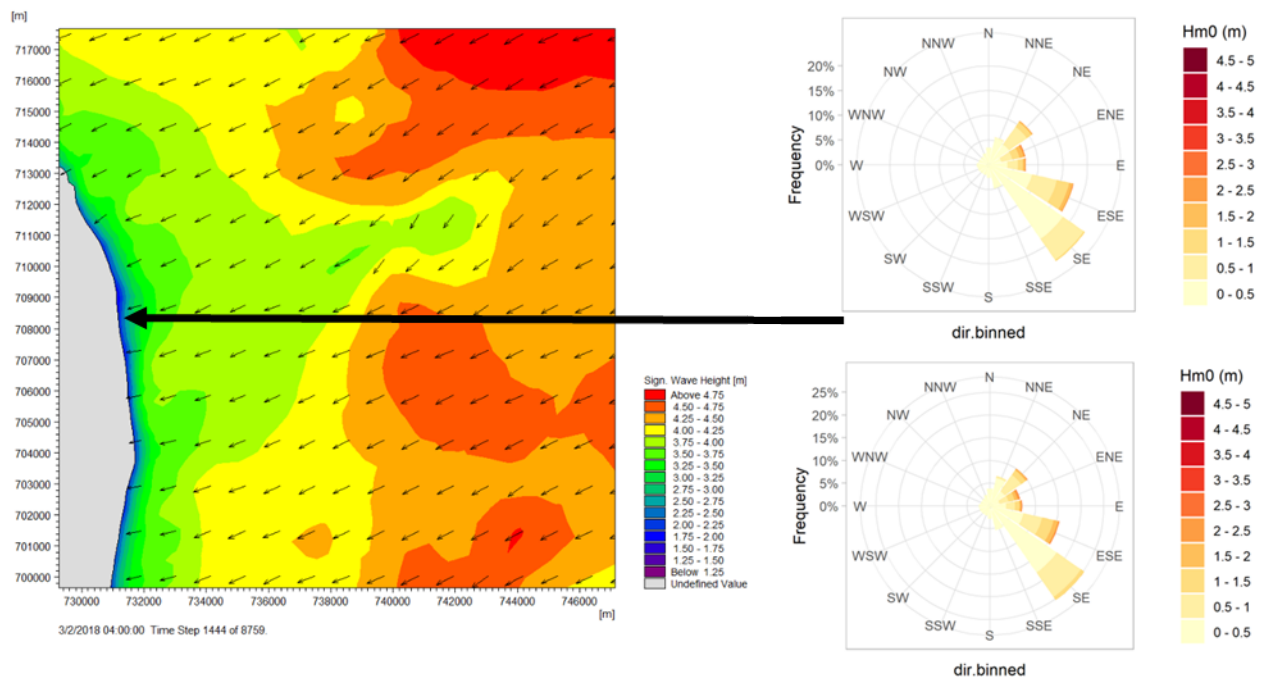 [m]
717000
716000
715000
714000
713000
712000
711000
710000
709000
708000
707000
706000
705000
704000
703000
702000
701000
700000
730000 732000 734000 736000 738000 740000 742000 744000 746000
[m]
3/2/2018 04:00:00 Time Step 1444 of 8759.
Sign. Wave Height [m]
Above 4.75
4.50 - 4.75
4.25 - 4.50
4.00 - 4.25
3.75 - 4.00
3.50 - 3.75
3.25 - 3.50
3.00 - 3.25
2.75 - 3.00
2.50 - 2.75
2.25 - 2.50
2.00 - 2.25
1.75 - 2.00
1.50 - 1.75
1.25 - 1.50
Below 1.25
Undefined Value
Frequency
20%
15%
10%
5%
0%
N
NNE
NE
ENE
E
ESE
SE
SSE
S
SSW
SW
WSW
W
WNW
NW
NNW
dir.binned
Hm0 (m)
4.5 - 5
4 - 4.5
3.5 - 4
3 - 3.5
2.5 - 3
2 - 2.5
1.5 - 2
1 - 1.5
0.5 - 1
0 - 0.5
Frequency
25%
20%
15%
10%
5%
0%
N
NNE
NE
ENE
E
ESE
SE
SSE
S
SSW
SW
WSW
W
WNW
NW
NNW
dir.binned
Hm0 (m)
4.5 - 5
4 - 4.5
3.5 - 4
3 - 3.5
2.5 - 3
2 - 2.5
1.5 - 2
1 - 1.5
0.5 - 1
0 - 0.5